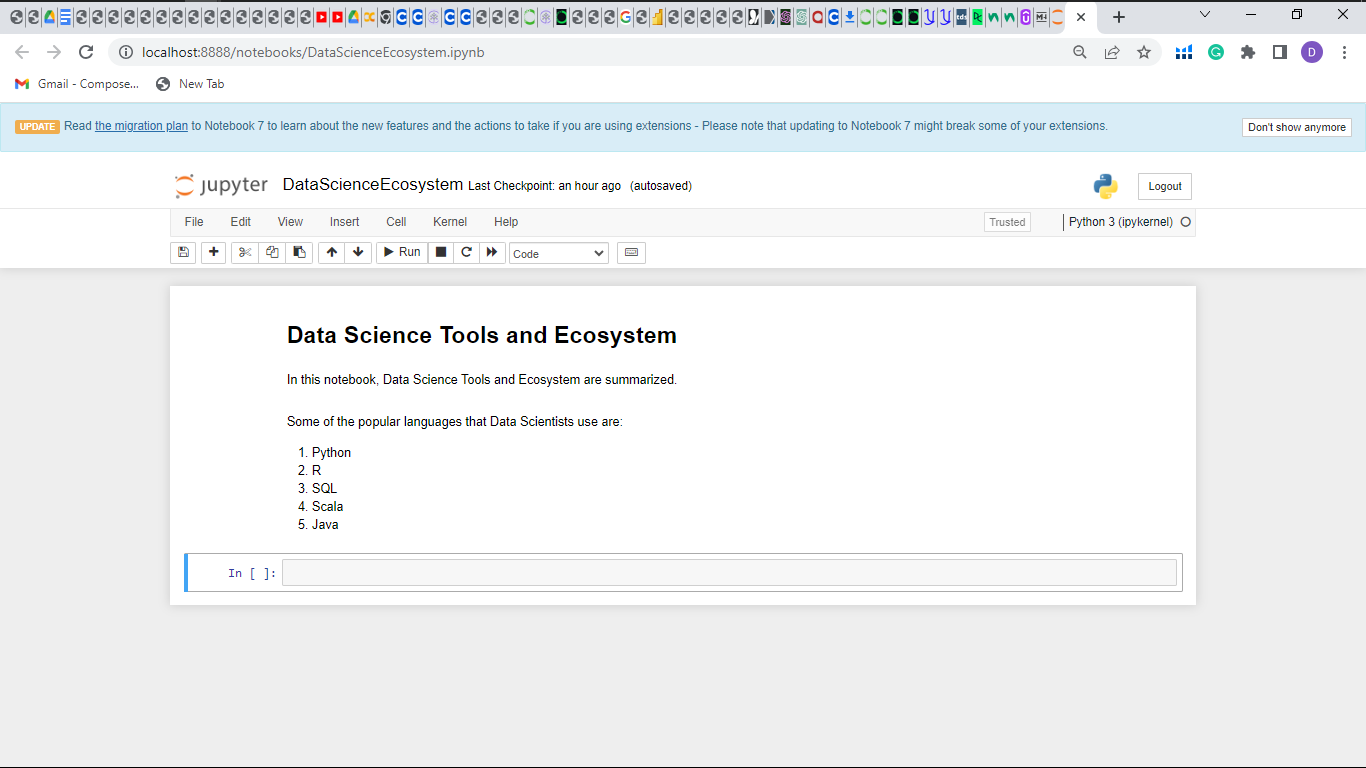 localhost:8888/notebooks/DataScienceEcosystem.ipynb
D
Gmail - Compose...
New Tab
UPDATE Read the migration plan to Notebook 7 to learn about the new features and the actions to take if you are using extensions - Please note that updating to Notebook 7 might break some of your extensions.
Don't show anymore
jupyter DataScienceEcosystem Last Checkpoint: an hour ago (autosaved)
Logout
File Edit View Insert Cell Kernel Help
Trusted
Python 3 (ipykernel)
Run
Code
Data Science Tools and Ecosystem
In this notebook, Data Science Tools and Ecosystem are summarized.
Some of the popular languages that Data Scientists use are:
1. Python
2. R
3. SQL
4. Scala
5. Java
In [ ]: